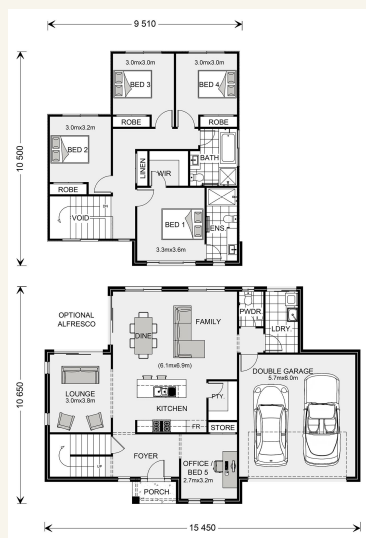 9 510
3.0mx3.0m
BED 3
3.0mx3.0m
BED 4
ROBE
ROBE
3.0mx3.2m
BED 2
BATH
LINEN
WIR
ROBE
VOID
BED 1
ENS.
3.3mx3.6m
10 500
OPTIONAL
ALFRESCO
FAMILY
PWDR.
LDRY.
DINE
(6.1mx6.9m)
DOUBLE GARAGE
5.7mx6.0m
LOUNGE
3.0mx3.8m
KITCHEN
PTY
FR
STORE
FOYER
OFFICE /
BED 5
2.7mx3.2m
UP
PORCH
10 650
15 450